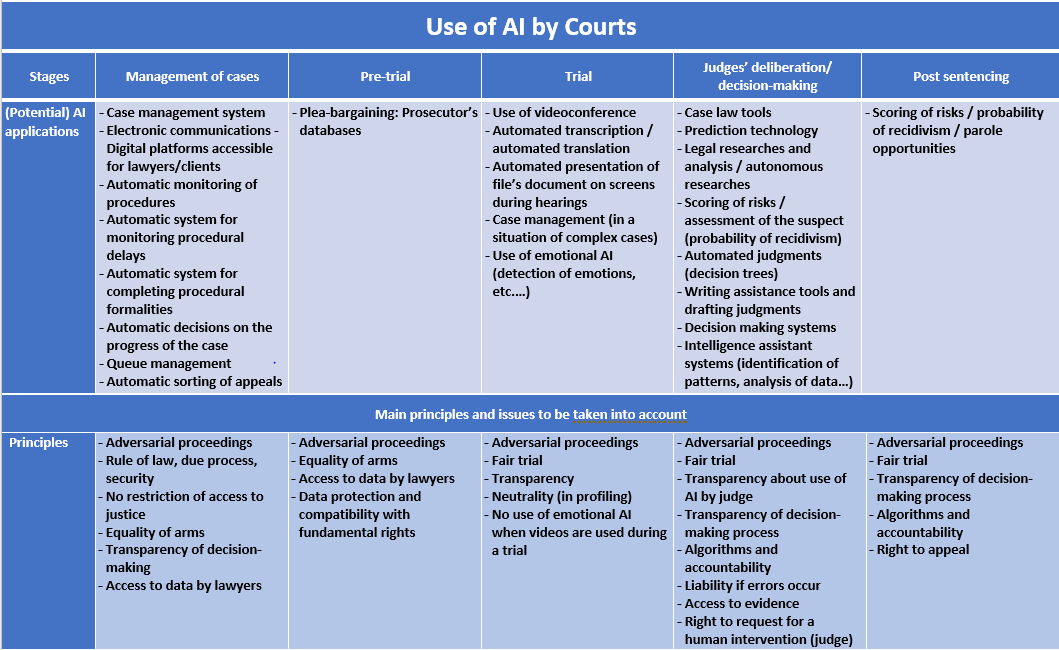 Use of AI by Courts
Stages
Management of cases
Pre-trial
Trial
Judges' deliberation/
decision-making
Post sentencing
(Potential) AI
applications
- Case management system
- Electronic communications -
Digital platforms accessible
for lawyers/clients
- Automatic monitoring of
procedures
- Automatic system for
monitoring procedural
delays
- Automatic system for
completing procedural
formalities
- Automatic decisions on the
progress of the case
- Queue management
- Automatic sorting of appeals
- Plea-bargaining: Prosecutor's
databases
- Use of videoconference
- Automated transcription /
automated translation
- Automated presentation of
file's document on screens
during hearings
- Case management (in a
situation of complex cases)
- Use of emotional AI
(detection of emotions,
etc.…)
- Case law tools
- Prediction technology
- Legal researches and
analysis / autonomous
researches
- Scoring of risks /
assessment of the suspect
(probability of recidivism)
- Automated judgments
(decision trees)
- Writing assistance tools and
drafting judgments
- Decision making systems
- Intelligence assistant
systems (identification of
patterns, analysis of data…)
- Scoring of risks / probability
of recidivism / parole
opportunities
Main principles and issues to be taken into account
Principles
- Adversarial proceedings
- Rule of law, due process,
security
- No restriction of access to
justice
- Equality of arms
- Transparency of decision-
making
- Access to data by lawyers
- Adversarial proceedings
- Equality of arms
- Access to data by lawyers
- Data protection and
compatibility with
fundamental rights
- Adversarial proceedings
- Fair trial
- Transparency
- Neutrality (in profiling)
- No use of emotional AI
when videos are used during
a trial
- Adversarial proceedings
- Fair trial
- Transparency about use of
AI by judge
- Transparency of decision-
making process
- Algorithms and
accountability
- Liability if errors occur
- Access to evidence
- Right to request for a
human intervention (judge)
- Adversarial proceedings
- Fair trial
- Transparency of decision-
making process
- Algorithms and
accountability
- Right to appeal